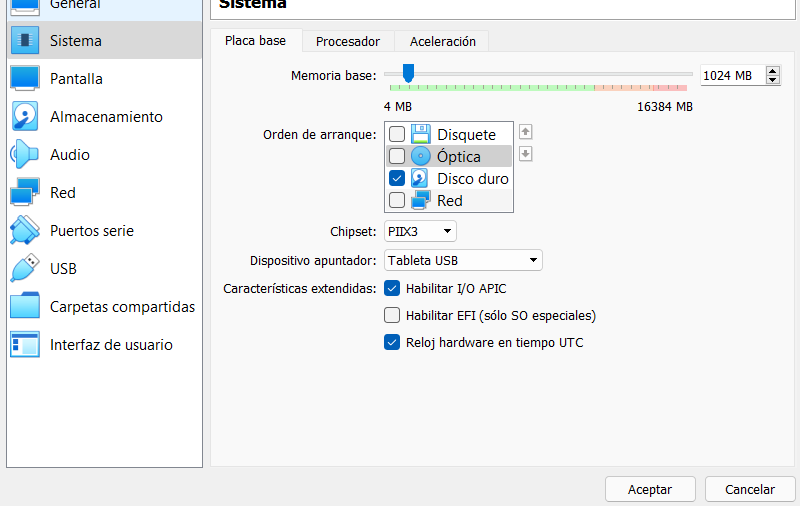 General
Sistema
Sistema
Pantalla
Almacenamiento
Audio
Red
Puertos serie
USB
Carpetas compartidas
Interfaz de usuario
Placa base
Procesador
Aceleración
Memoria base:
1024 MB
4 MB
16384 MB
Orden de arranque:
Disquete
Óptica
Disco duro
Red
Chipset:
PIIX3
Dispositivo apuntador:
Tableta USB
Características extendidas:
Habilitar I/O APIC
Habilitar EFI (sólo SO especiales)
Reloj hardware en tiempo UTC
Aceptar
Cancelar